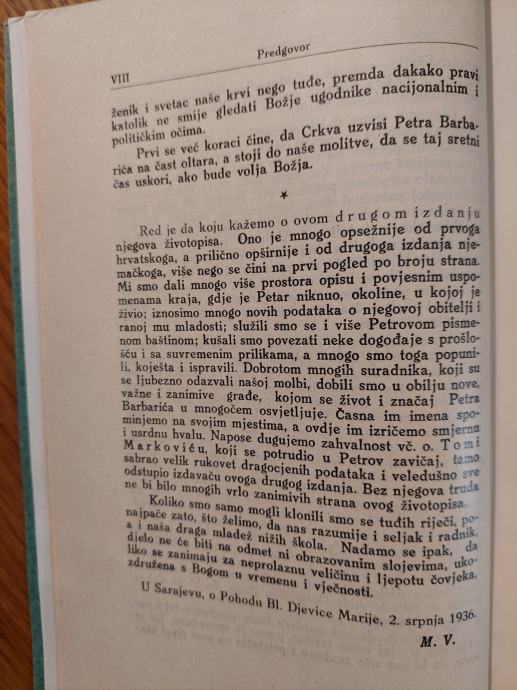 VIII
Predgovor
ženik i svetac naše krvi nego tuđe, premda dakako pravi
katolik ne smije gledati Božje ugodnike nacijonalnim i
političkim očima.
Prvi se već koraci čine, da Crkva uzvisi Petra Barba-
rića na čast oltara, a stoji do naše molitve, da se taj sretni
čas uskori, ako bude volja Božja.
*
Red je da koju kažemo o ovom drugom izdanju
njegova životopisa. Ono je mnogo opsežnije od prvoga
hrvatskoga, a prilično opširnije i od drugoga izdanja nje-
mačkoga, više nego se čini na prvi pogled po broju strana.
Mi smo dali mnogo više prostora opisu i povjesnim uspo-
menama kraja, gdje je Petar niknuo, okoline, u kojoj je
živio; iznosimo mnogo novih podataka o njegovoj obitelji i
ranoj mu mladosti; služili smo se i više Petrovom pisme-
nom baštinom; kušali smo povezati neke događaje s prošlo-
šću i sa suvremenim prilikama, a mnogo smo toga popuni-
li, koješta i ispravili. Dobrotom mnogih suradnika, koji su
se ljubezno odazvali našoj molbi, dobili smo u obilju nove,
važne i zanimive građe, kojom se život i značaj Petra
Barbarića u mnogočem osvjetljuje. Časna im imena spo-
minjemo na svojim mjestima, a ovdje im izričemo smjernu
i usrdnu hvalu. Napose dugujemo zahvalnost vč. o. Tomi
Markoviću, koji se potrudio u Petrov zavičaj, tamo
sabrao velik rukovet dragocjenih podataka i veledušno sve
odstupio izdavaču ovoga drugog izdanja. Bez njegova truda
ne bi bilo mnogih vrlo zanimivih strana ovog životopisa.
Koliko smo samo mogli klonili smo se tuđih riječi, po-
najpače zato, što želimo, da nas razumije i seljak i radnik,
a i naša draga mladež nižih škola. Nadamo se ipak, da
djelo ne će biti na odmet ni obrazovanim slojevima, uko-
liko se zanimaju za neprolaznu veličinu i ljepotu čovjeka,
združena s Bogom u vremenu i vječnosti.
U Sarajevu, o Pohodu Bl. Djevice Marije, 2. srpnja 1936.
M. V.